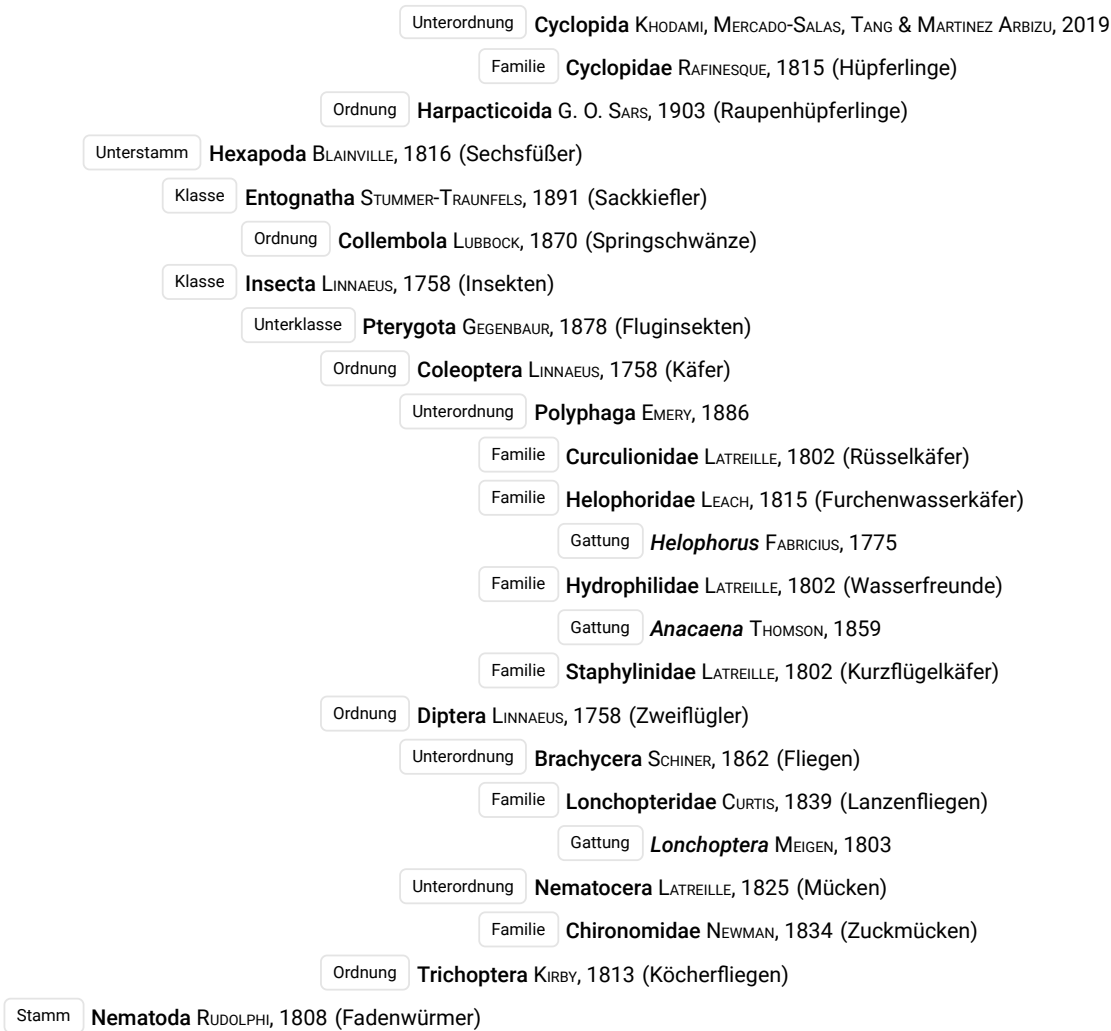 Unterordnung Cyclopida Khodami, Mercado-Salas, Tang & Martinez Arbizu, 2019
Familie Cyclopidae Rafinesque, 1815 (Hüpferlinge)
Ordnung Harpacticoida G. O. Sars, 1903 (Raupenhüpferlinge)
Unterstamm Hexapoda Blainville, 1816 (Sechsfüßer)
Klasse Entognatha Stummer-Traunfels, 1891 (Sackkiefler)
Ordnung Collembola Lubbock, 1870 (Springschwänze)
Klasse Insecta Linnaeus, 1758 (Insekten)
Unterklasse Pterygota Gegenbaur, 1878 (Fluginsekten)
Ordnung Coleoptera Linnaeus, 1758 (Käfer)
Unterordnung Polyphaga Emery, 1886
Familie Curculionidae Latreille, 1802 (Rüsselkäfer)
Familie Helophoridae Leach, 1815 (Furchenwasserkäfer)
Gattung Helophorus Fabricius, 1775
Familie Hydrophilidae Latreille, 1802 (Wasserfreunde)
Gattung Anacaena Thomson, 1859
Familie Staphylinidae Latreille, 1802 (Kurzflügelkäfer)
Ordnung Diptera Linnaeus, 1758 (Zweiflügler)
Unterordnung Brachycera Schiner, 1862 (Fliegen)
Familie Lonchopteridae Curtis, 1839 (Lanzenfliegen)
Gattung Lonchoptera Meigen, 1803
Unterordnung Nematocera Latreille, 1825 (Mücken)
Familie Chironomidae Newman, 1834 (Zuckmücken)
Ordnung Trichoptera Kirby, 1813 (Köcherfliegen)
Stamm Nematoda Rudolphi, 1808 (Fadenwürmer)